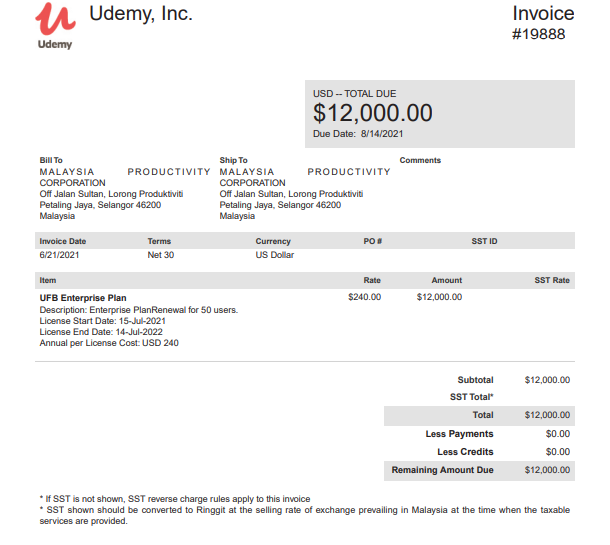 Udemy
Udemy, Inc.
Invoice
#19888
USD -- TOTAL DUE
$12,000.00
Due Date: 8/14/2021
Bill To
MALAYSIA PRODUCTIVITY
CORPORATION
Off Jalan Sultan, Lorong Produktiviti
Petaling Jaya, Selangor 46200
Malaysia
Ship To
MALAYSIA PRODUCTIVITY
CORPORATION
Off Jalan Sultan, Lorong Produktiviti
Petaling Jaya, Selangor 46200
Malaysia
Comments
Invoice Date Terms Currency PO # SST ID
6/21/2021 Net 30 US Dollar
Item Rate Amount SST Rate
UFB Enterprise Plan $240.00 $12,000.00
Description: Enterprise PlanRenewal for 50 users.
License Start Date: 15-Jul-2021
License End Date: 14-Jul-2022
Annual per License Cost: USD 240
Subtotal $12,000.00
SST Total*
Total $12,000.00
Less Payments $0.00
Less Credits $0.00
Remaining Amount Due $12,000.00
* If SST is not shown, SST reverse charge rules apply to this invoice
* SST shown should be converted to Ringgit at the selling rate of exchange prevailing in Malaysia at the time when the taxable
services are provided.